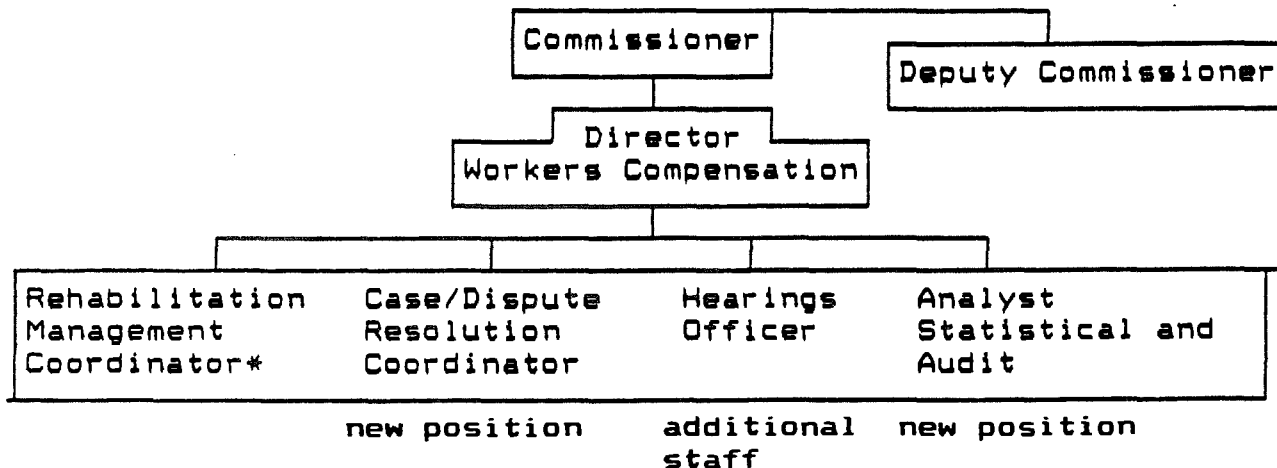 Commissioner
Deputy Commissioner
Director
Workers Compensation
Rehabilitation
Management
Coordinator*
Case/Dispute
Resolution
Coordinator
Hearings
Officer
Analyst
Statistical and
Audit
new position
additional
staff
new position